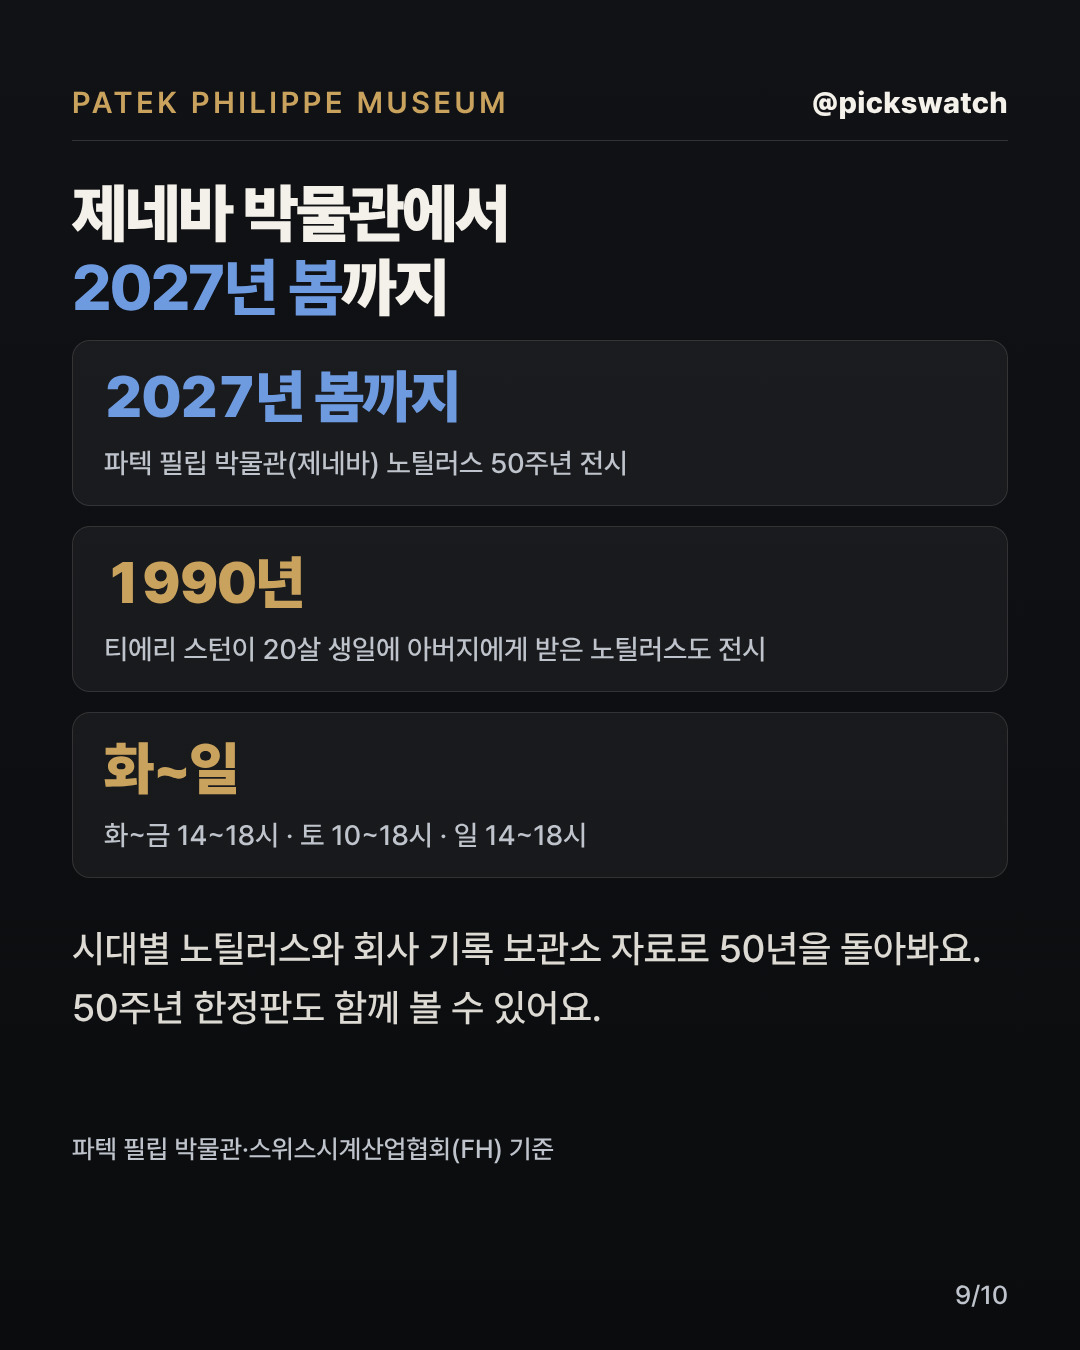 PATEK PHILIPPE MUSEUM
@pickswatch
제네바 박물관에서
2027년 봄까지
2027년 봄까지
파텍 필립 박물관(제네바) 노틸러스 50주년 전시
1990년
티에리 스턴이 20살 생일에 아버지에게 받은 노틸러스도 전시
화~일
화~금 14~18시 · 토 10~18시 · 일 14~18시
시대별 노틸러스와 회사 기록 보관소 자료로 50년을 돌아봐요.
50주년 한정판도 함께 볼 수 있어요.
파텍 필립 박물관·스위스시계산업협회(FH) 기준
9/10